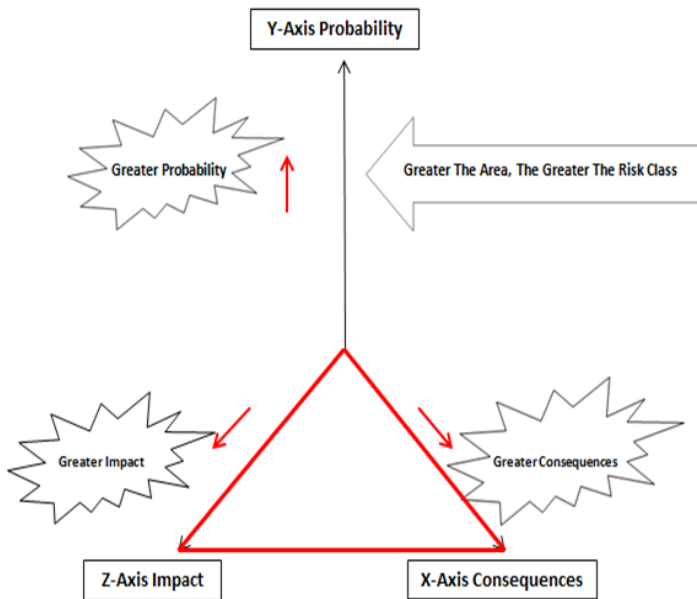 Y-Axis Probability
Greater Probability
Greater The Area, The Greater The Risk Class
Greater Impact
Greater Consequences
Z-Axis Impact
X-Axis Consequences